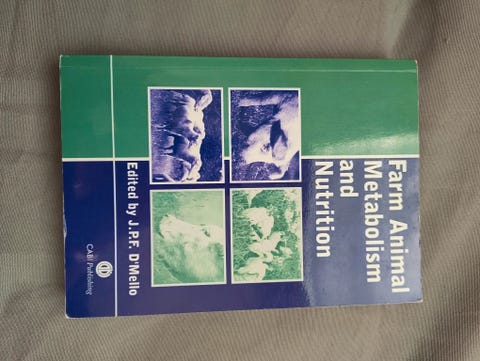 Farm Animal
Metabolism
and
Nutrition
Edited by J.P.F. D'Mello
CABI Publishing